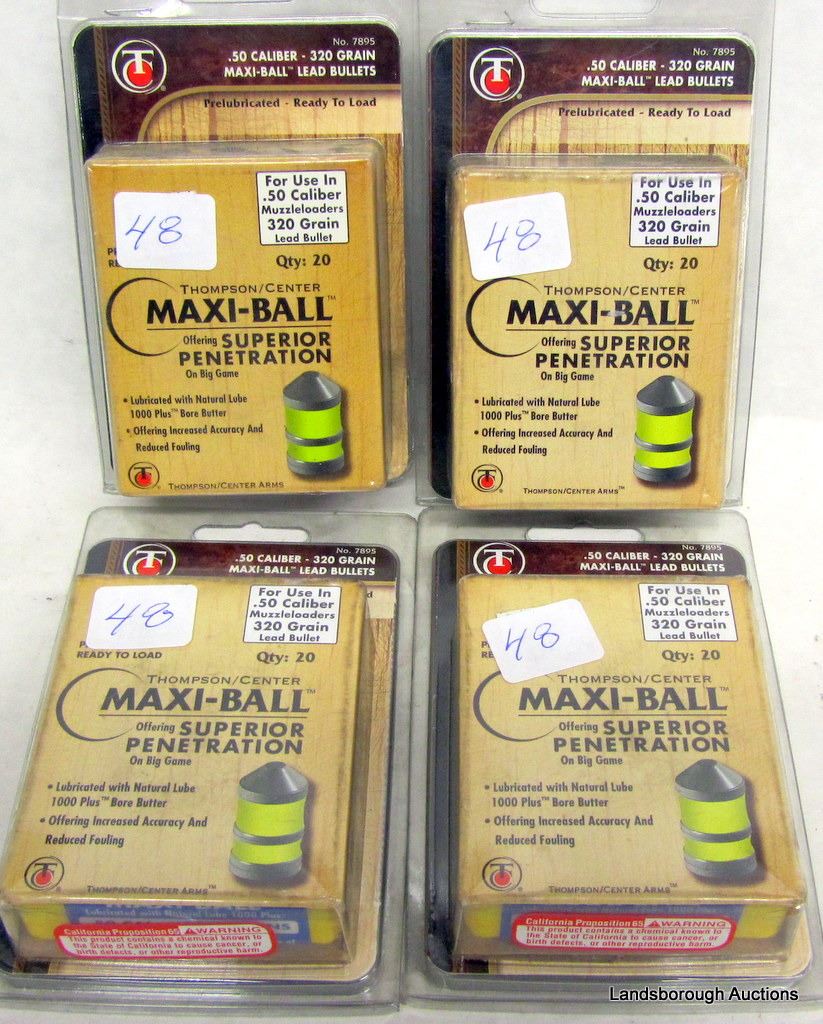 No. 7895
.50 CALIBER - 320 GRAIN
MAXI-BALL™ LEAD BULLETS
Prelubricated - Ready To Load
48
For Use In
.50 Caliber
Muzzleloaders
320 Grain
Lead Bullet
Qty: 20
THOMPSON/CENTER
MAXI-BALL™
Offering SUPERIOR
PENETRATION
On Big Game
• Lubricated with Natural Lube
1000 Plus™ Bore Butter
• Offering Increased Accuracy And
Reduced Fouling
THOMPSON/CENTER ARMS
No. 7895
.50 CALIBER - 320 GRAIN
MAXI-BALL™ LEAD BULLETS
Prelubricated - Ready To Load
48
For Use In
.50 Caliber
Muzzleloaders
320 Grain
Lead Bullet
Qty: 20
THOMPSON/CENTER
MAXI-BALL™
Offering SUPERIOR
PENETRATION
On Big Game
• Lubricated with Natural Lube
1000 Plus™ Bore Butter
• Offering Increased Accuracy And
Reduced Fouling
THOMPSON/CENTER ARMS™
No. 7895
.50 CALIBER - 320 GRAIN
MAXI-BALL™ LEAD BULLETS
48
For Use In
.50 Caliber
Muzzleloaders
320 Grain
Lead Bullet
READY TO LOAD
Qty: 20
THOMPSON/CENTER
MAXI-BALL™
Offering SUPERIOR
PENETRATION
On Big Game
• Lubricated with Natural Lube
1000 Plus™ Bore Butter
• Offering Increased Accuracy And
Reduced Fouling
THOMPSON/CENTER ARMS™
Lubricated with Natural Lube 1000 Plus
California Proposition 65 WARNING
This product contains a chemical known to
the State of California to cause cancer, or
birth defects, or other reproductive harm.
No. 7895
.50 CALIBER - 320 GRAIN
MAXI-BALL™ LEAD BULLETS
48
For Use In
.50 Caliber
Muzzleloaders
320 Grain
Lead Bullet
Qty: 20
THOMPSON/CENTER
MAXI-BALL™
Offering SUPERIOR
PENETRATION
On Big Game
• Lubricated with Natural Lube
1000 Plus™ Bore Butter
• Offering Increased Accuracy And
Reduced Fouling
THOMPSON/CENTER ARMS™
California Proposition 65 WARNING
This product contains a chemical known to
the State of California to cause cancer, or
birth defects, or other reproductive harm.
Landsborough Auctions